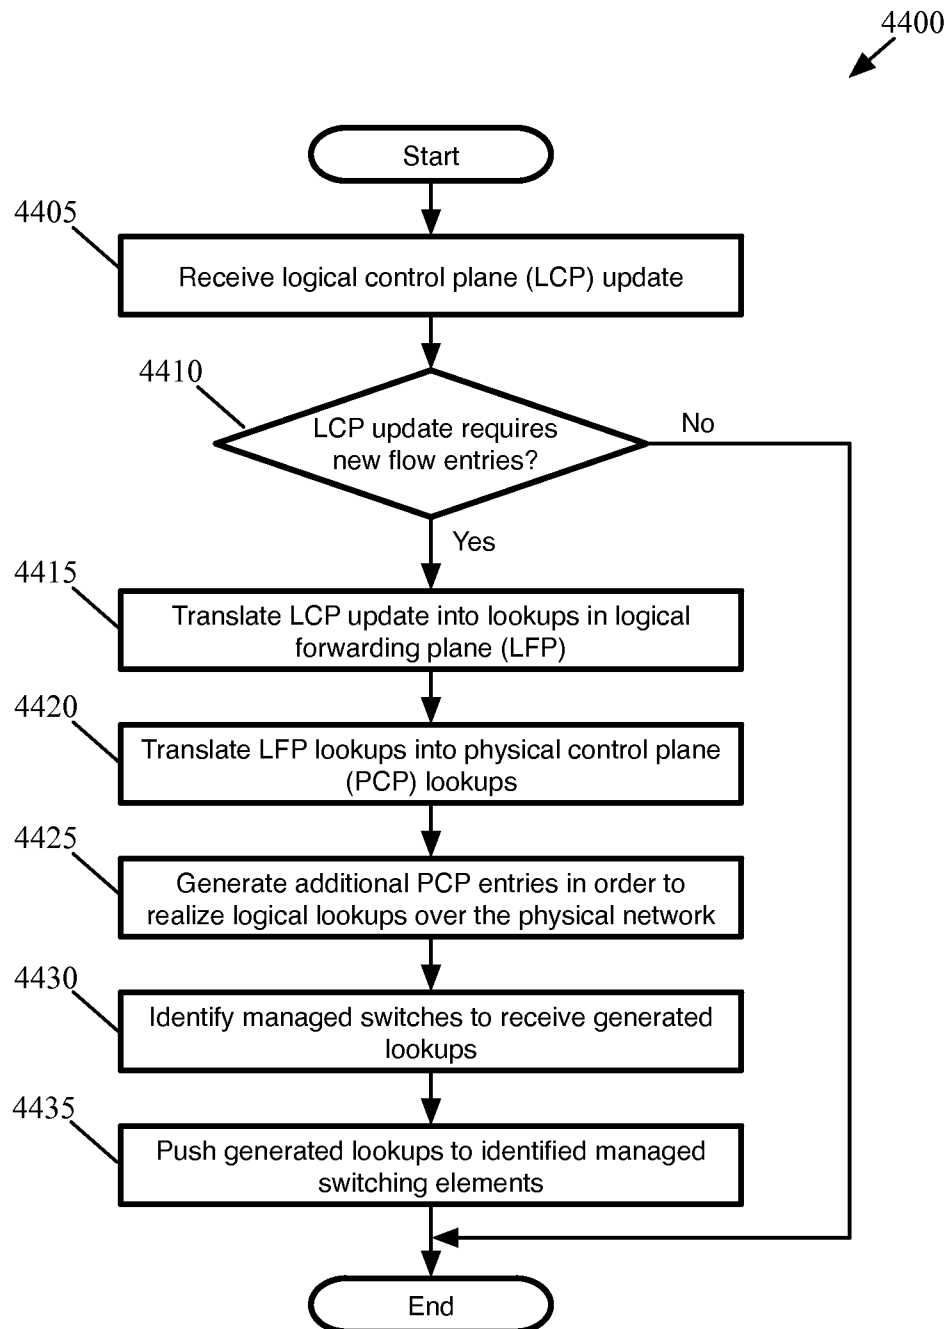 4400
Start
4405
Receive logical control plane (LCP) update
4410
LCP update requires
new flow entries?
No
Yes
4415
Translate LCP update into lookups in logical
forwarding plane (LFP)
4420
Translate LFP lookups into physical control plane
(PCP) lookups
4425
Generate additional PCP entries in order to
realize logical lookups over the physical network
4430
Identify managed switches to receive generated
lookups
4435
Push generated lookups to identified managed
switching elements
End